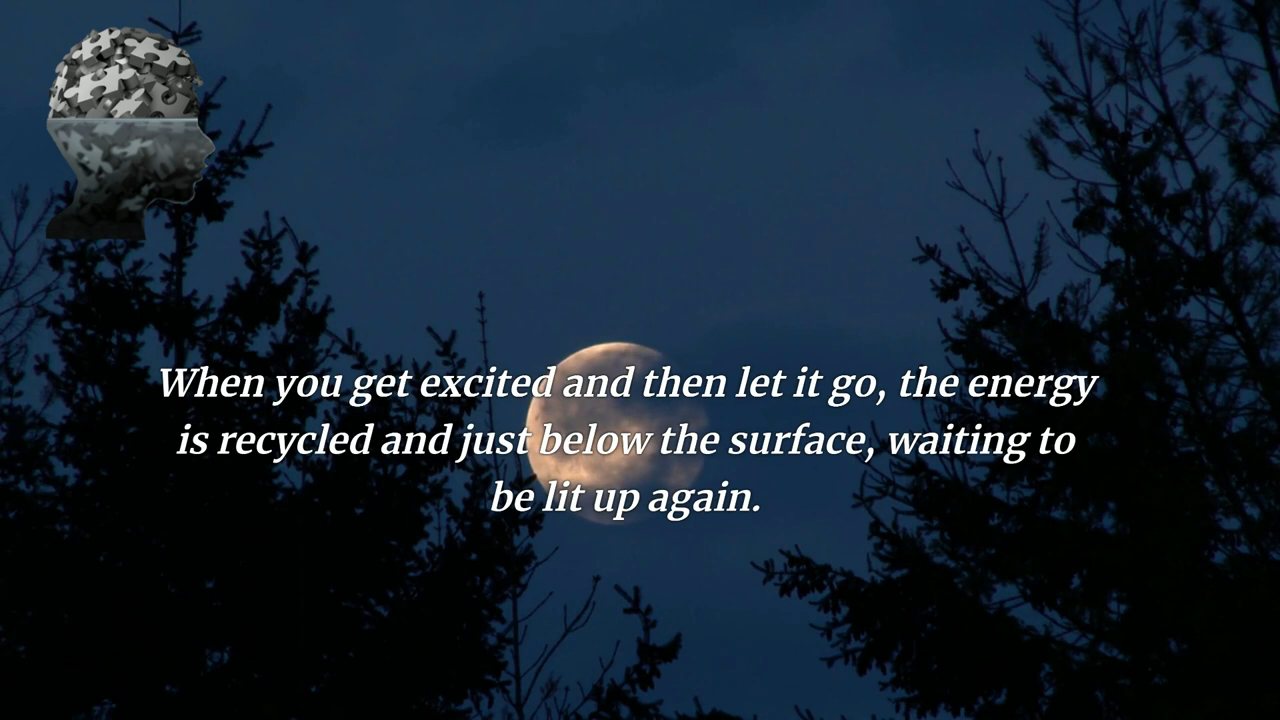 When you get excited and then let it go, the energy
is recycled and just below the surface, waiting to
be lit up again.